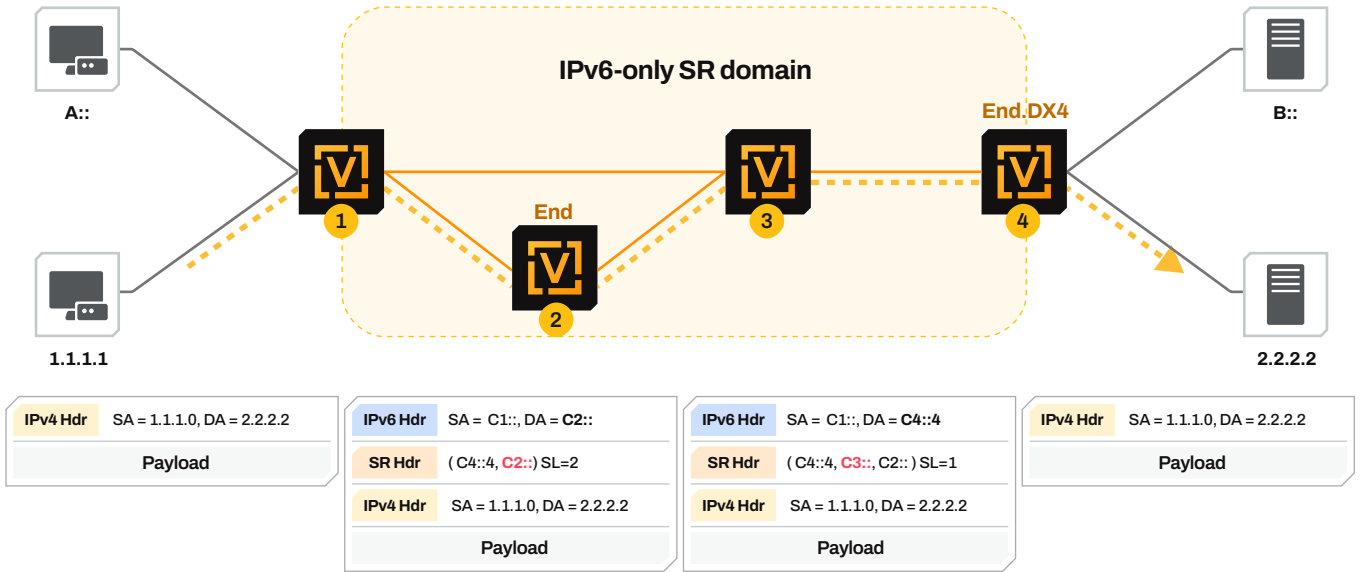 IPv6-only SR domain
A::
End.DX4
B::
V
V
V
1
3
4
End
V
2
1.1.1.1
2.2.2.2
IPv4 Hdr SA = 1.1.1.0, DA = 2.2.2.2
Payload
IPv6 Hdr SA = C1::, DA = C2::
SR Hdr ( C4::4, C2:: ) SL=2
IPv4 Hdr SA = 1.1.1.0, DA = 2.2.2.2
Payload
IPv6 Hdr SA = C1::, DA = C4::4
SR Hdr ( C4::4, C3::, C2:: ) SL=1
IPv4 Hdr SA = 1.1.1.0, DA = 2.2.2.2
Payload
IPv4 Hdr SA = 1.1.1.0, DA = 2.2.2.2
Payload